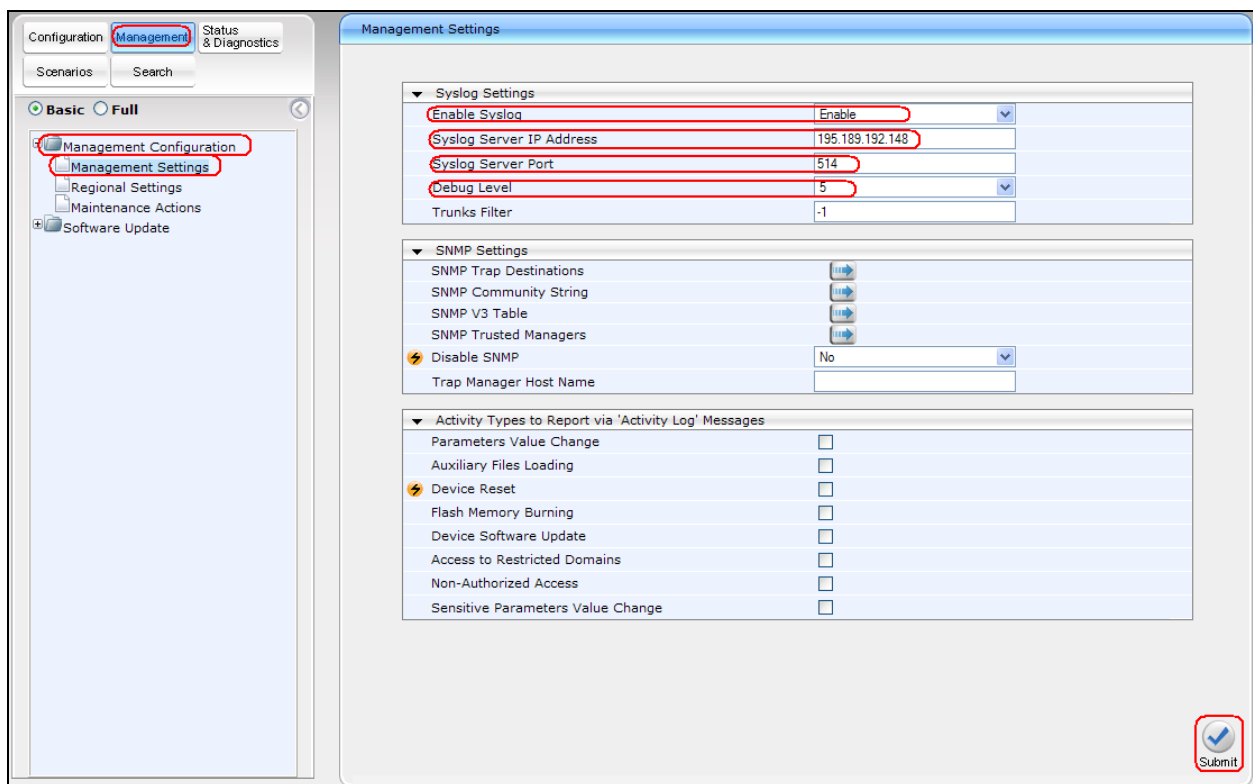 Configuration Management Status
& Diagnostics
Scenarios Search
Basic Full
Management Configuration
Management Settings
Regional Settings
Maintenance Actions
Software Update
Management Settings
Syslog Settings
Enable Syslog Enable
Syslog Server IP Address 195.189.192.148
Syslog Server Port 514
Debug Level 5
Trunks Filter -1
SNMP Settings
SNMP Trap Destinations
SNMP Community String
SNMP V3 Table
SNMP Trusted Managers
Disable SNMP No
Trap Manager Host Name
Activity Types to Report via 'Activity Log' Messages
Parameters Value Change
Auxiliary Files Loading
Device Reset
Flash Memory Burning
Device Software Update
Access to Restricted Domains
Non-Authorized Access
Sensitive Parameters Value Change
Submit